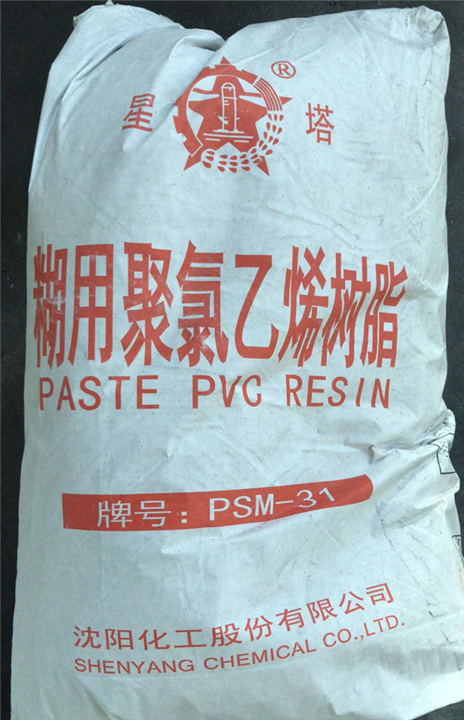 星 塔 ®
糊用聚氯乙烯树脂
PASTE PVC RESIN
牌号：PSM-31
沈阳化工股份有限公司
SHENYANG CHEMICAL CO.,LTD.